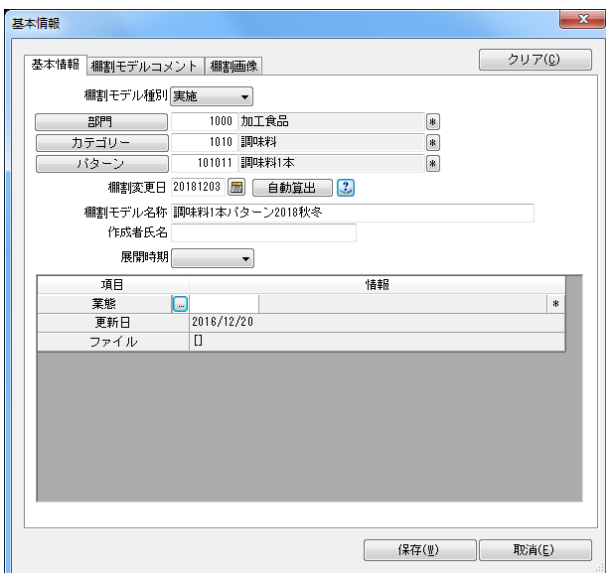 基本情報
クリア(C)
基本情報 棚割モデルコメント 棚割画像
棚割モデル種別 実施
部門 1000 加工食品 *
カテゴリー 1010 調味料 *
パターン 101011 調味料1本 *
棚割変更日 20181203 自動算出 ?
棚割モデル名称 調味料1本パターン2018秋冬
作成者氏名
展開時期
項目 情報
業態 ... *
更新日 2016/12/20
ファイル []
保存(W) 取消(E)